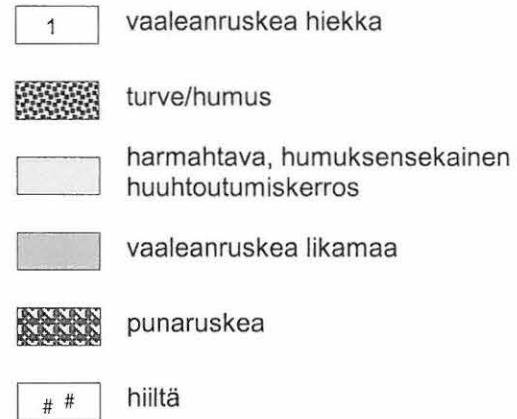 1 vaaleanruskea hiekka
turve/humus
harmahtava, humuksensekainen
huuhtoutumiskerros
vaaleanruskea likamaa
punaruskea
# # hiiltä